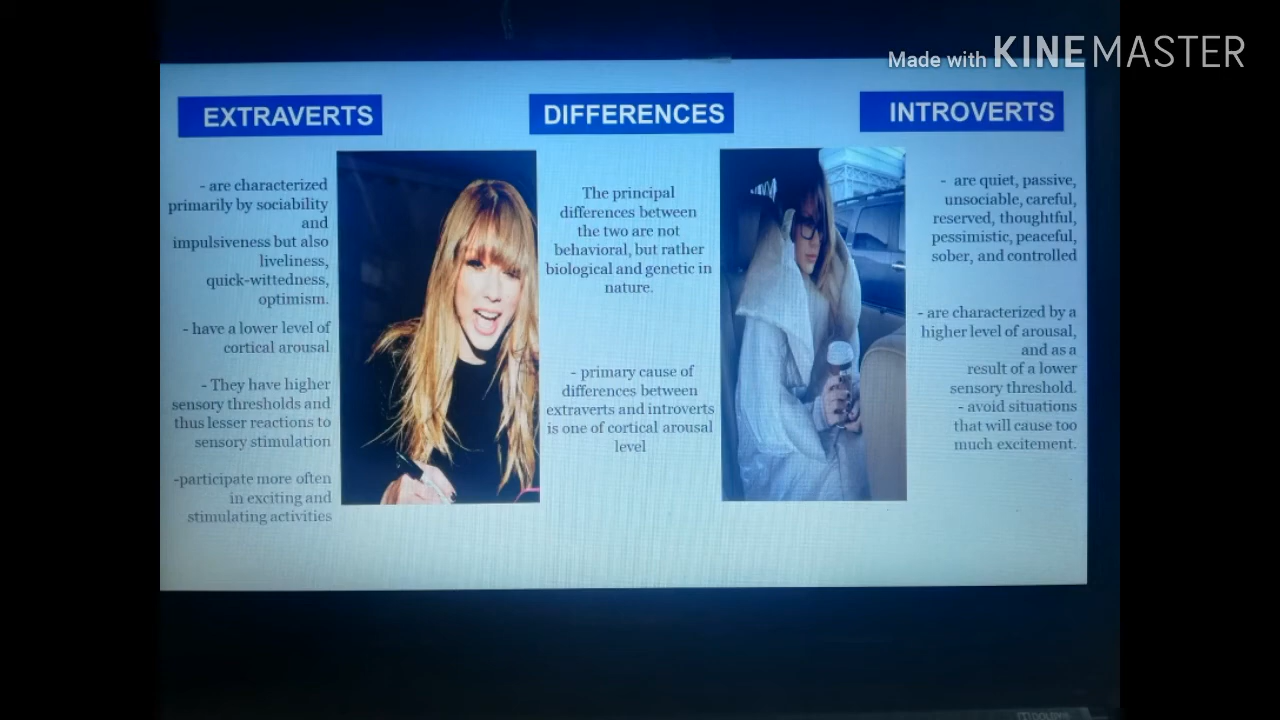 Made with KINEMASTER
EXTRAVERTS
- are characterized
primarily by sociability
and
impulsiveness but also
liveliness,
quick-wittedness,
optimism.
- have a lower level of
cortical arousal
- They have higher
sensory thresholds and
thus lesser reactions to
sensory stimulation
-participate more often
in exciting and
stimulating activities
DIFFERENCES
The principal
differences between
the two are not
behavioral, but rather
biological and genetic in
nature.
- primary cause of
differences between
extraverts and introverts
is one of cortical arousal
level
INTROVERTS
- are quiet, passive,
unsociable, careful,
reserved, thoughtful,
pessimistic, peaceful,
sober, and controlled
- are characterized by a
higher level of arousal,
and as a
result of a lower
sensory threshold.
- avoid situations
that will cause too
much excitement.